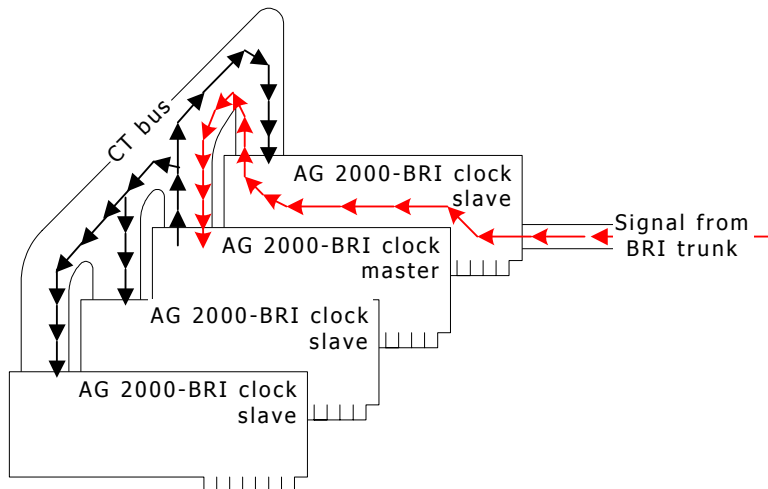 CT bus
AG 2000-BRI clock
slave
Signal from
BRI trunk
AG 2000-BRI clock
master
AG 2000-BRI clock
slave
AG 2000-BRI clock
slave